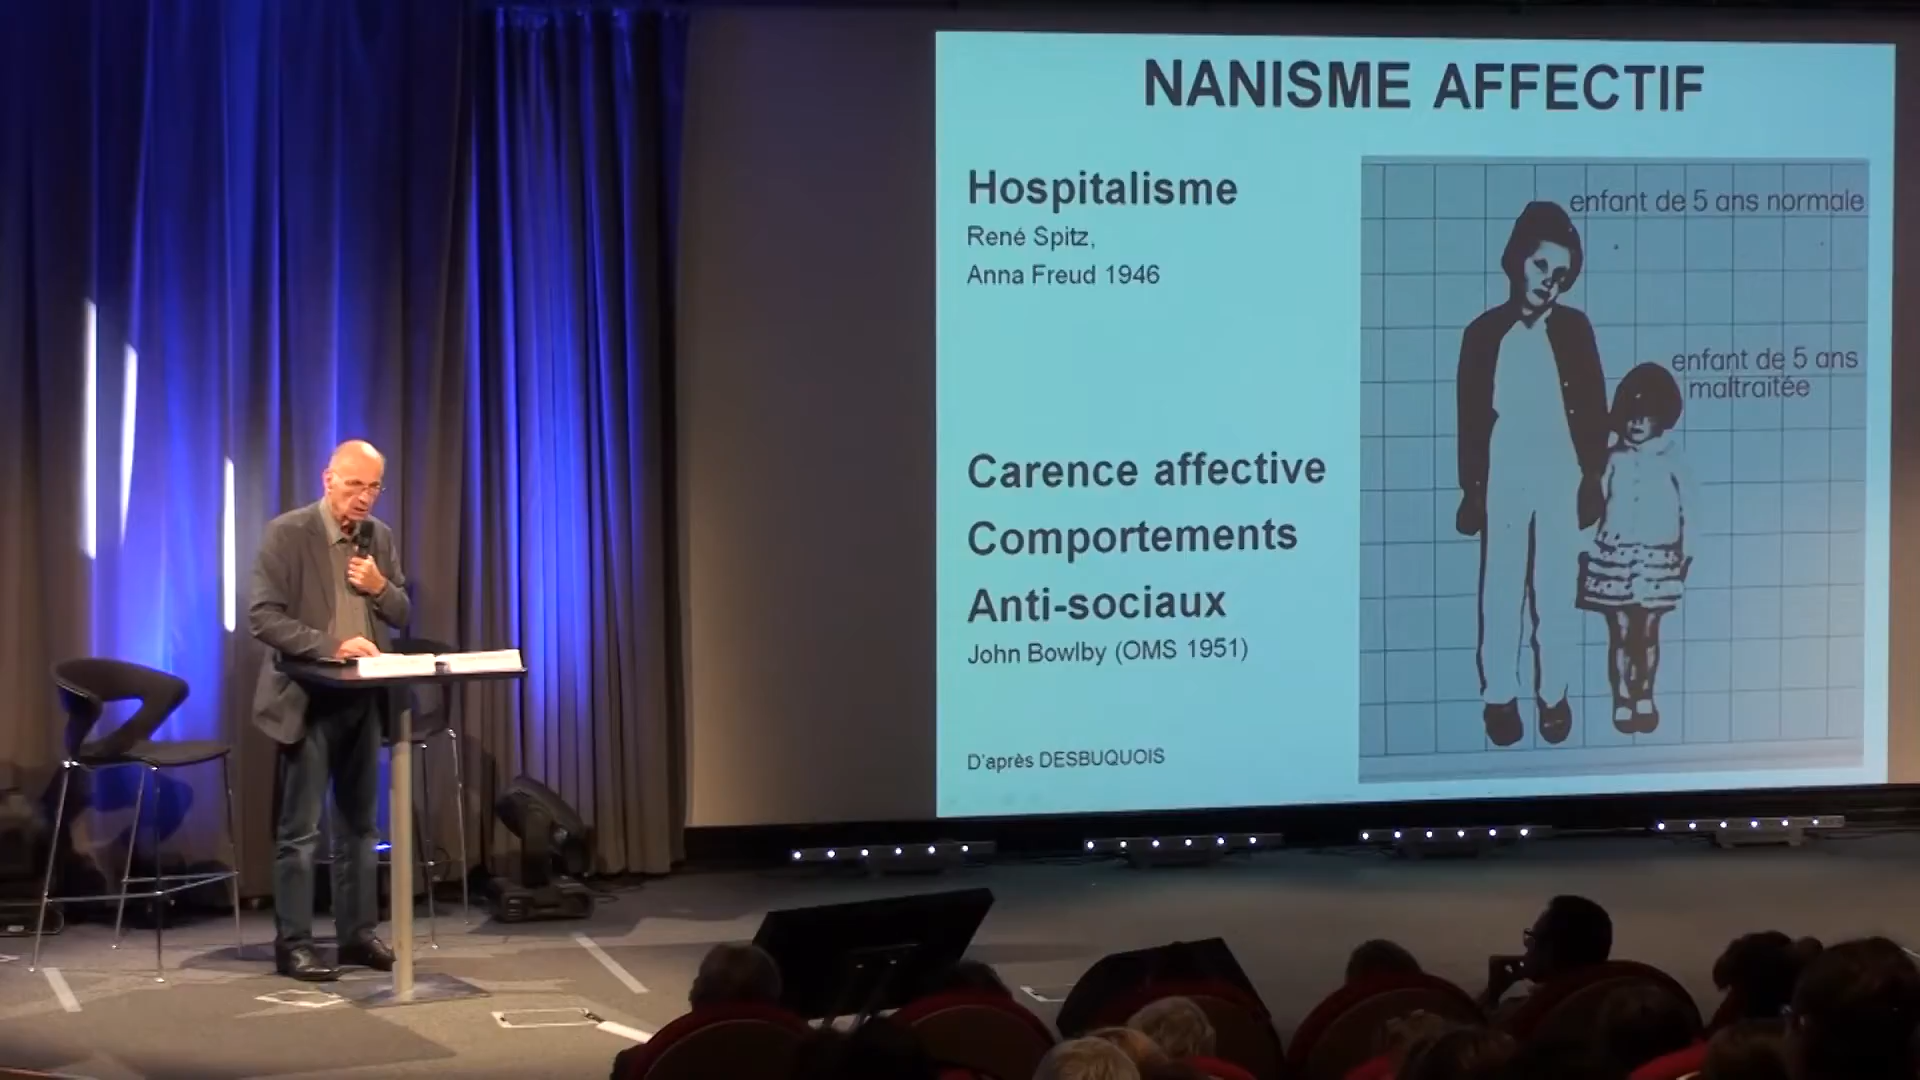 NANISME AFFECTIF
Hospitalisme
René Spitz,
Anna Freud 1946
enfant de 5 ans normale
enfant de 5 ans
maltraitée
Carence affective
Comportements
Anti-sociaux
John Bowlby (OMS 1951)
D'après DESBUQUOIS